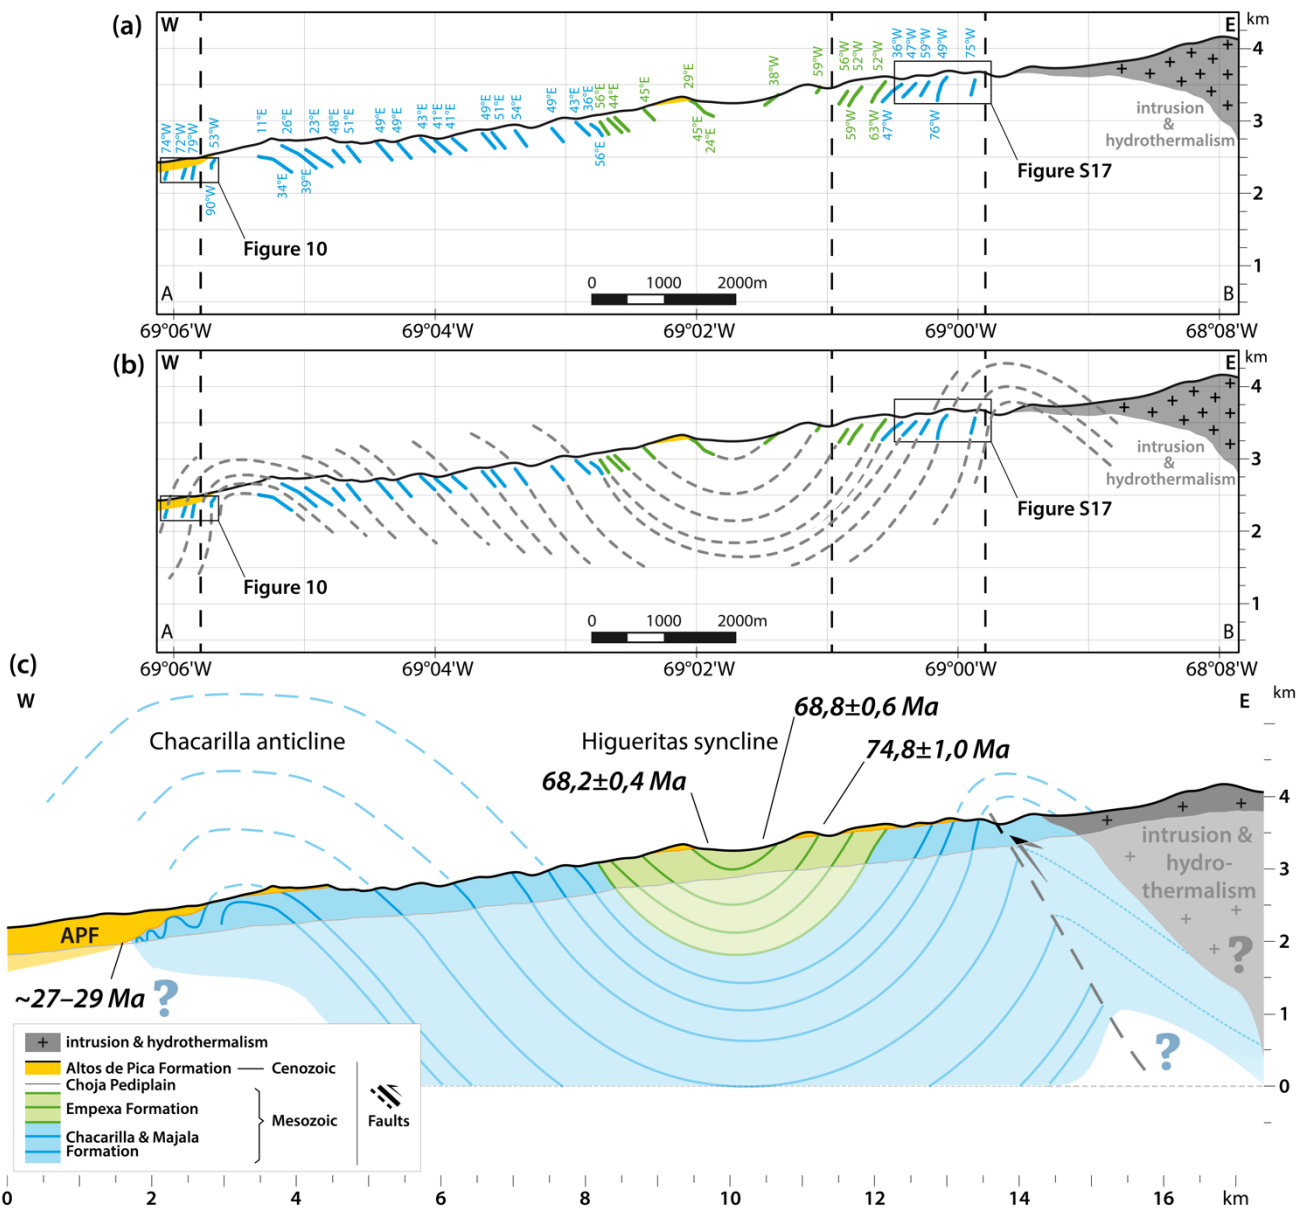 (a)
W
E
km
74°W
72°W
79°W
53°W
90°W
11°E
26°E
34°E
23°E
39°E
48°E
51°E
49°E
49°E
43°E
41°E
41°E
49°E
51°E
54°E
49°E
43°E
36°E
56°E
56°E
44°E
45°E
29°E
45°E
24°E
38°W
59°W
56°W
52°W
59°W
52°W
63°W
47°W
36°W
47°W
59°W
49°W
76°W
75°W
4
3
2
1
intrusion
&
hydrothermalism
Figure S17
Figure 10
0 1000 2000m
A
B
69°06'W 69°04'W 69°02'W 69°00'W 68°08'W
(b)
W
E
km
4
3
2
1
intrusion
&
hydrothermalism
Figure S17
Figure 10
0 1000 2000m
A
B
69°06'W 69°04'W 69°02'W 69°00'W 68°08'W
(c)
W
E
km
68,8±0,6 Ma
Chacarilla anticline
Higueritas syncline
74,8±1,0 Ma
68,2±0,4 Ma
4
3
2
1
0
intrusion &
hydro-
thermalism
?
APF
~27–29 Ma
?
?
intrusion & hydrothermalism
Altos de Pica Formation
Cenozoic
Choja Pediplain
Empexa Formation
Mesozoic
Faults
Chacarilla & Majala
Formation
0 2 4 6 8 10 12 14 16 km